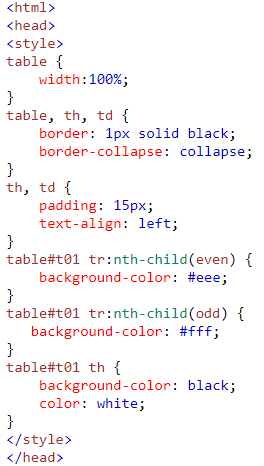 <html>
<head>
<style>
table {
    width:100%;
}
table, th, td {
    border: 1px solid black;
    border-collapse: collapse;
}
th, td {
    padding: 15px;
    text-align: left;
}
table#t01 tr:nth-child(even) {
    background-color: #eee;
}
table#t01 tr:nth-child(odd) {
   background-color: #fff;
}
table#t01 th {
    background-color: black;
    color: white;
}
</style>
</head>